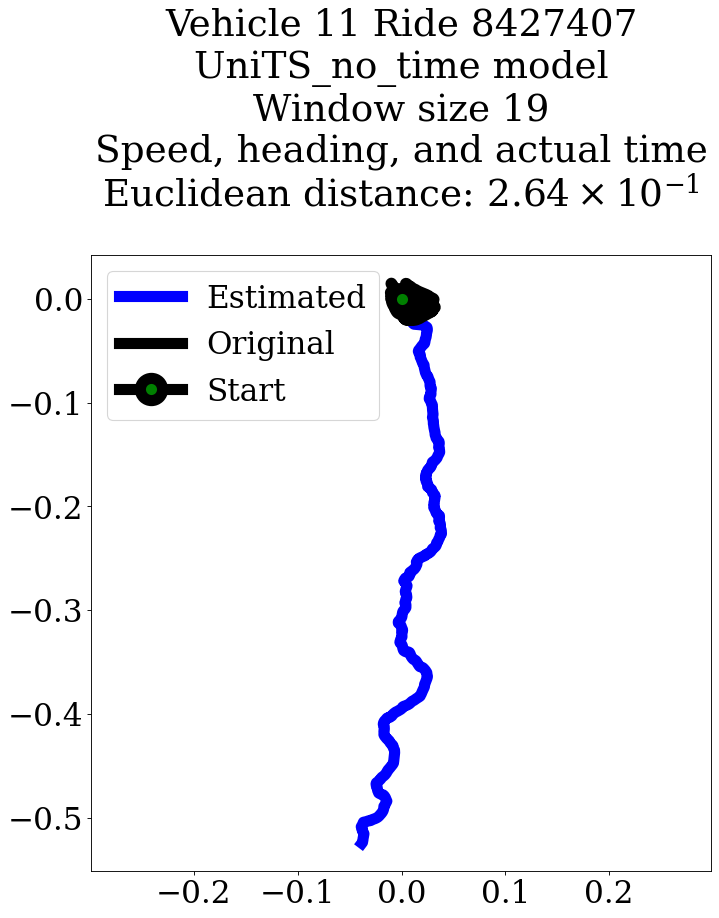 Vehicle 11 Ride 8427407
UniTS_no_time model
Window size 19
Speed, heading, and actual time
Euclidean distance: 2.64 × 10⁻¹
Estimated
Original
Start
0.0
−0.1
−0.2
−0.3
−0.4
−0.5
−0.2 −0.1 0.0 0.1 0.2